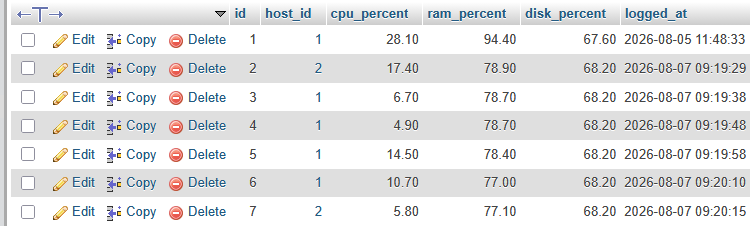 id host_id cpu_percent ram_percent disk_percent logged_at
Edit Copy Delete 1 1 28.10 94.40 67.60 2026-08-05 11:48:33
Edit Copy Delete 2 2 17.40 78.90 68.20 2026-08-07 09:19:29
Edit Copy Delete 3 1 6.70 78.70 68.20 2026-08-07 09:19:38
Edit Copy Delete 4 1 4.90 78.70 68.20 2026-08-07 09:19:48
Edit Copy Delete 5 1 14.50 78.40 68.20 2026-08-07 09:19:58
Edit Copy Delete 6 1 10.70 77.00 68.20 2026-08-07 09:20:10
Edit Copy Delete 7 2 5.80 77.10 68.20 2026-08-07 09:20:15